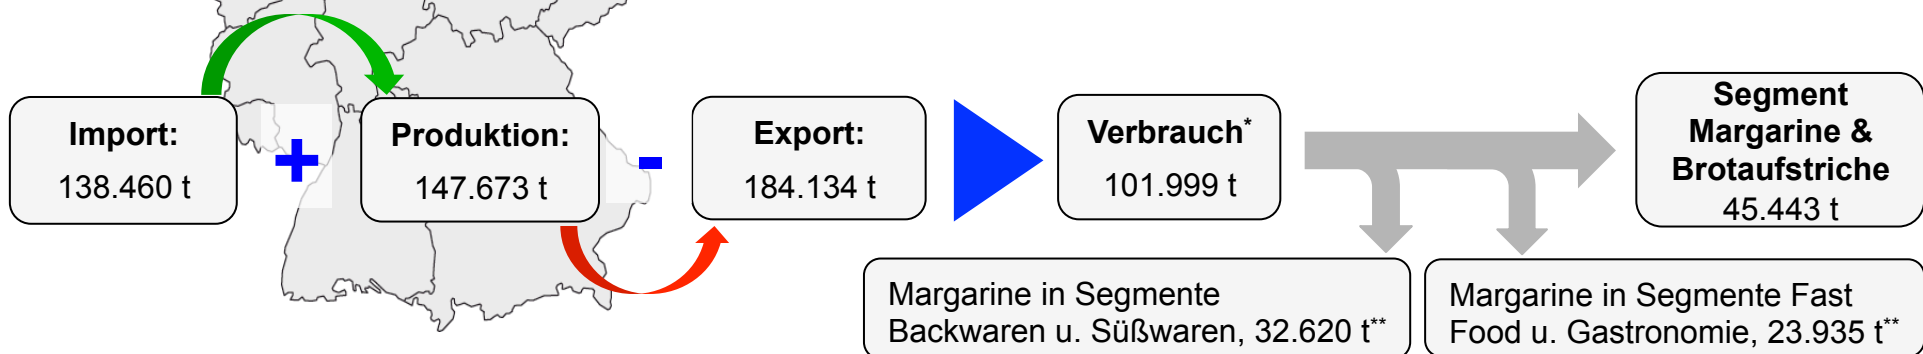 Import:
138.460 t
+
Produktion:
147.673 t
-
Export:
184.134 t
Verbrauch*
101.999 t
Segment
Margarine &
Brotaufstriche
45.443 t
Margarine in Segmente
Backwaren u. Süßwaren, 32.620 t**
Margarine in Segmente Fast
Food u. Gastronomie, 23.935 t**